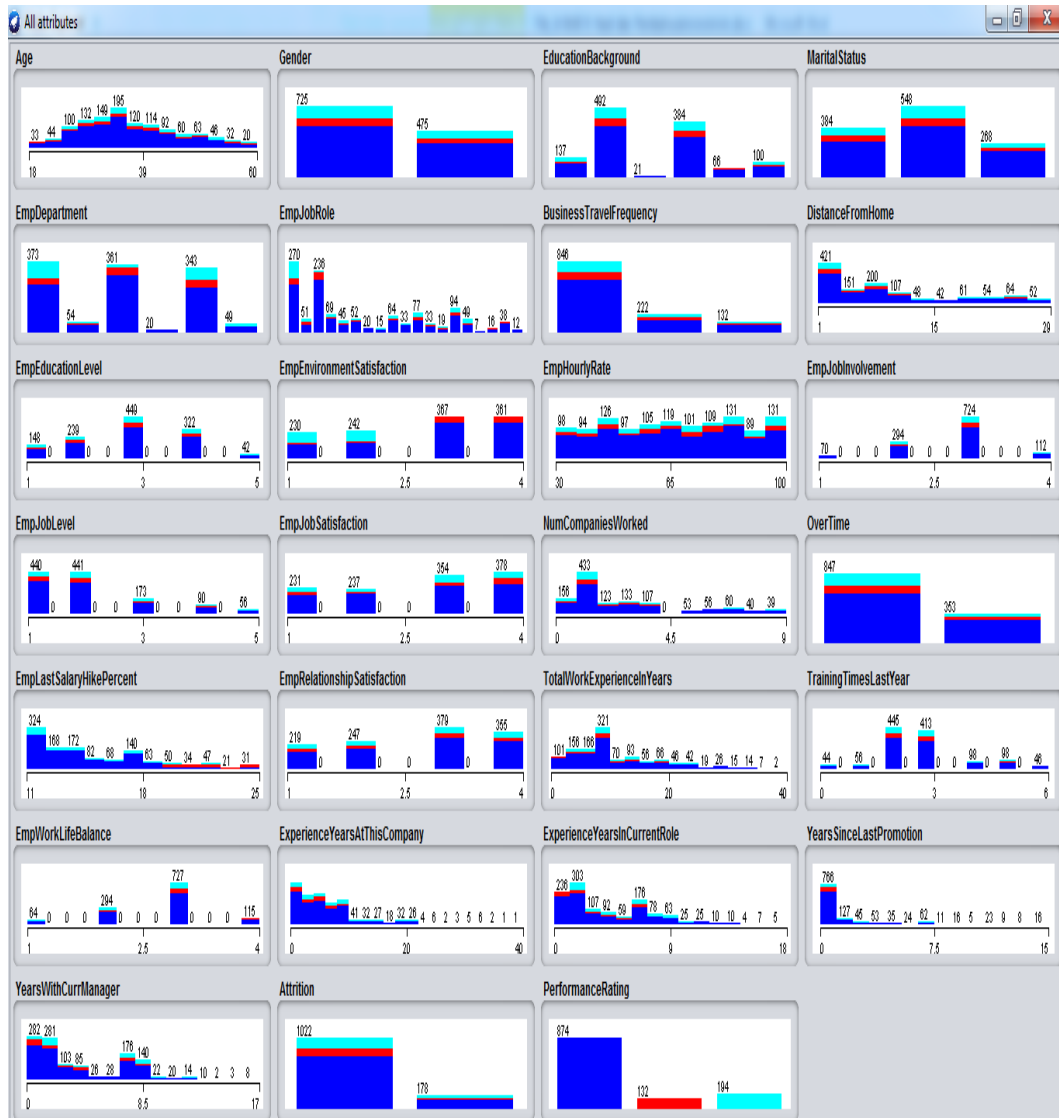 All attributes
Age Gender EducationBackground MaritalStatus
33 44 100 132 149 195 120 114 92 60 63 46 32 20
18 39 60
725 475
137 492 21 384 66 100
384 548 268
EmpDepartment EmpJobRole BusinessTravelFrequency DistanceFromHome
373 54 361 20 343 49
270 51 236 69 45 52 20 15 64 33 77 33 19 94 49 7 16 38 12
846 222 132
421 151 200 107 48 42 61 54 64 52
1 15 29
EmpEducationLevel EmpEnvironmentSatisfaction EmpHourlyRate EmpJobInvolvement
148 0 239 0 449 0 0 322 0 0 42
1 3 5
230 0 242 0 0 367 0 361
1 2.5 4
98 94 126 97 105 119 101 109 131 89 131
30 65 100
70 0 0 0 294 0 0 724 0 0 0 112
1 2.5 4
EmpJobLevel EmpJobSatisfaction NumCompaniesWorked OverTime
440 0 441 0 0 173 0 0 90 0 56
1 3 5
231 0 237 0 0 354 0 378
1 2.5 4
156 433 123 133 107 0 53 56 60 40 39
0 4.5 9
847 353
EmpLastSalaryHikePercent EmpRelationshipSatisfaction TotalWorkExperienceInYears TrainingTimesLastYear
324 168 172 82 68 140 63 50 34 47 21 31
11 18 25
219 0 247 0 0 379 0 355
1 2.5 4
101 156 166 321 70 93 56 66 46 42 19 26 15 14 7 2
0 20 40
44 0 56 0 445 0 413 0 0 98 0 98 0 46
0 3 6
EmpWorkLifeBalance ExperienceYearsAtThisCompany ExperienceYearsInCurrentRole YearsSinceLastPromotion
64 0 0 0 294 0 0 727 0 0 0 115
1 2.5 4
41 32 27 18 32 26 4 6 2 3 5 6 2 1 1
0 20 40
236 303 107 92 59 176 78 63 25 25 10 10 4 7 5
0 9 18
766 127 45 53 35 24 62 11 16 5 23 9 8 16
0 7.5 15
YearsWithCurrManager Attrition PerformanceRating
282 281 103 85 26 28 176 140 22 20 14 10 2 3 8
0 8.5 17
1022 178
874 132 194